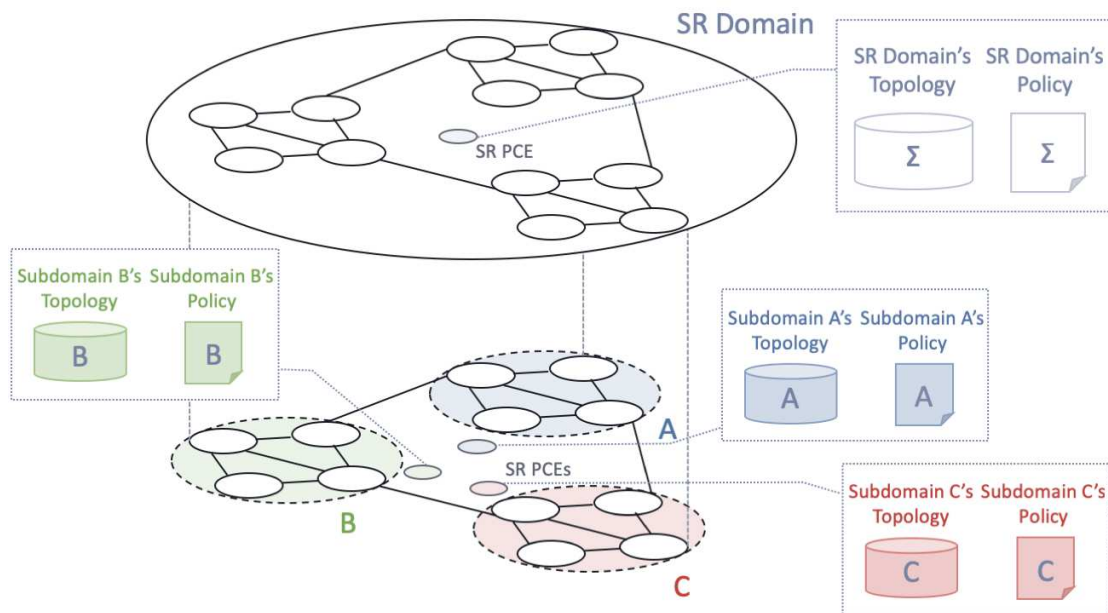 SR Domain
SR Domain's
Topology
Σ
SR Domain's
Policy
Σ
SR PCE
Subdomain B's
Topology
B
Subdomain B's
Policy
B
Subdomain A's
Topology
A
Subdomain A's
Policy
A
A
SR PCEs
B
Subdomain C's
Topology
C
Subdomain C's
Policy
C
C